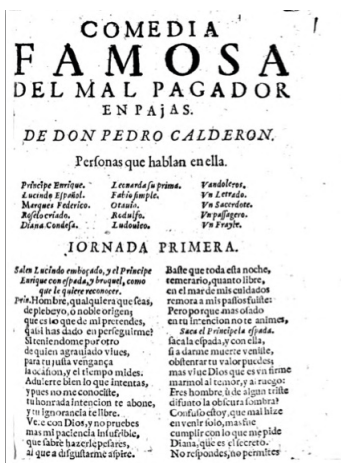 COMEDIA
FAMOSA
DEL MAL PAGADOR
EN PAJAS.
DE DON PEDRO CALDERON.
Personas que hablan en ella.
Principe Enrique. Leonarda su prima. Vandoleros.
Lucindo Español. Fabio simple. Vn Letrado.
Marques Federico. Otauia. Vn Sacerdote.
Roselo criado. Rodulfo. Vn passagero.
Diana Condesa. Ludouico. Vn Frayle.
IORNADA PRIMERA.
Salen Lucindo emboçado, y el Principe
Enrique con espada, y broquel, como
que le quiere reconocer.
Prin. Hombre, qualquiera que seas,
de plebeyo, o noble origen;
que es lo que de mi pretendes,
que has dado en perseguirme?
Si teniendome por otro
de quien agrauiado viues,
para tu justa vengança
la ocasion, y el tiempo mides.
Aduierte bien lo que intentas,
y pues no me conociste,
tu honrada intencion te abone,
y tu ignorancia te libre.
Vete con Dios, y no pruebes
mas mi paciencia insufrible,
que sabre hazerle pesares,
al que a disgustarme aspire.
Baste que toda esta noche,
temerario, quanto libre,
en el mar de mis cuidados
remora a mis passos fuiste:
Pero porque mas osado
en tu intencion no te animes,
Saca el Principe la espada.
saca la espada, y con ella,
si a darme muerte veniste,
obstentar tu valor puedes;
mas viue Dios que es vn firme
marmol al temor, y al ruego:
Eres hombre, ù de algun triste
difunto la obscura sombra?
Confuso estoy, que mal hize
en venir solo, mas fue
cumplir con lo que me pide
Diana, que es el secreto.
No respondes, no permites